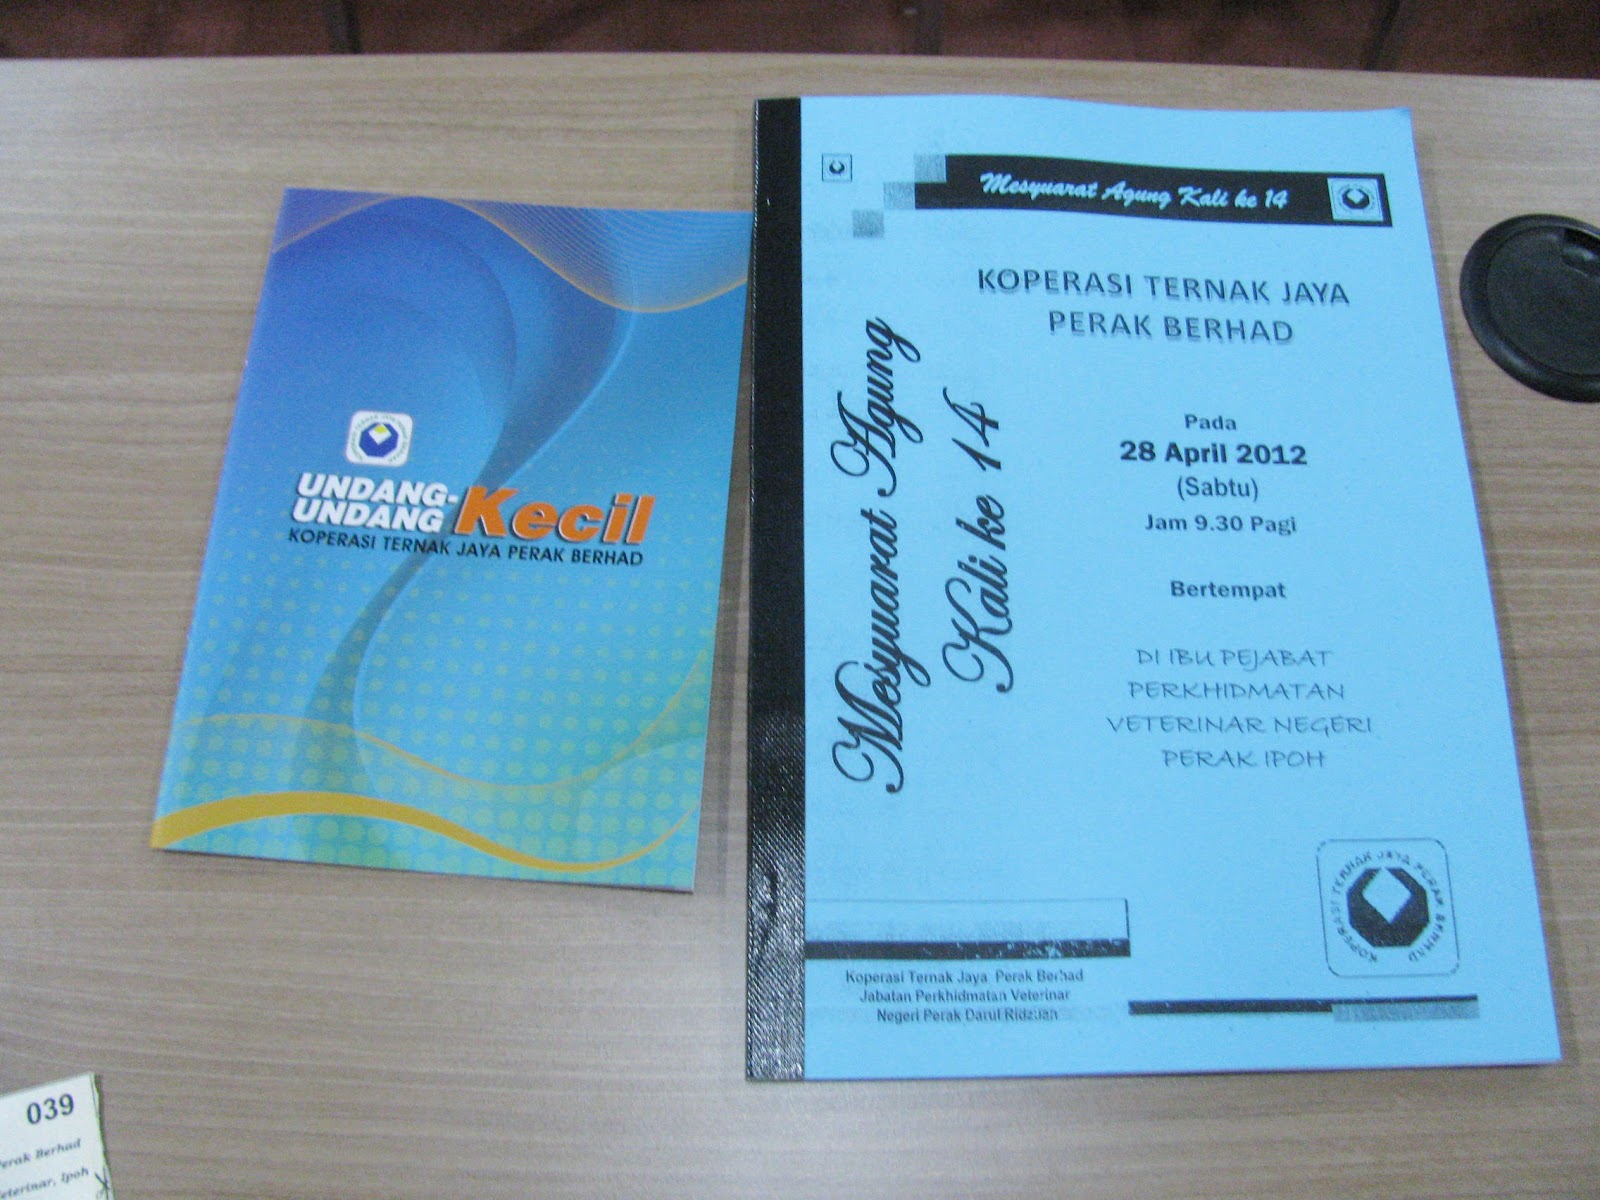 UNDANG-
UNDANG Kecil
KOPERASI TERNAK JAYA PERAK BERHAD
Mesyuarat Agung Kali ke 14
KOPERASI TERNAK JAYA
PERAK BERHAD
Mesyuarat Agung
Kali ke 14
Pada
28 April 2012
(Sabtu)
Jam 9.30 Pagi
Bertempat
DI IBU PEJABAT
PERKHIDMATAN
VETERINAR NEGERI
PERAK IPOH
KOPERASI TERNAK JAYA PERAK BERHAD
Koperasi Ternak Jaya Perak Berhad
Jabatan Perkhidmatan Veterinar
Negeri Perak Darul Ridzuan
039
Perak Berhad
eterinar, Ipoh